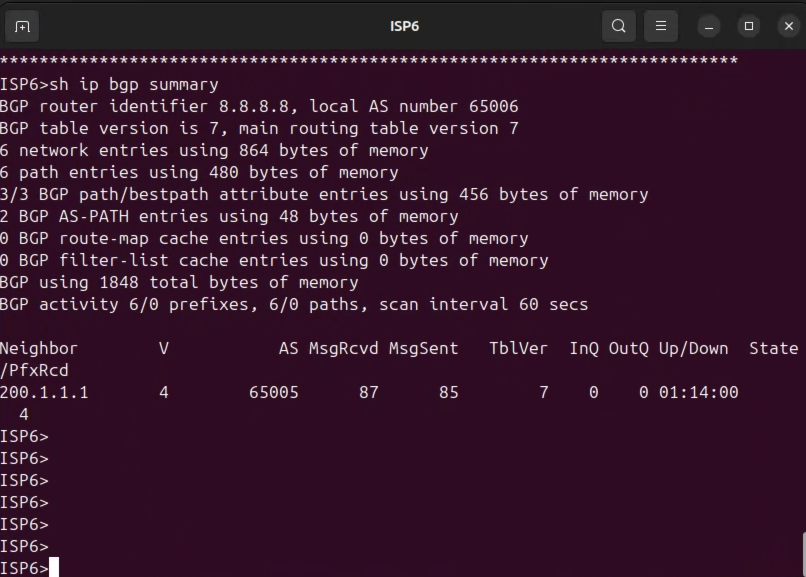 ISP6
**************************************************************************
ISP6>sh ip bgp summary
BGP router identifier 8.8.8.8, local AS number 65006
BGP table version is 7, main routing table version 7
6 network entries using 864 bytes of memory
6 path entries using 480 bytes of memory
3/3 BGP path/bestpath attribute entries using 456 bytes of memory
2 BGP AS-PATH entries using 48 bytes of memory
0 BGP route-map cache entries using 0 bytes of memory
0 BGP filter-list cache entries using 0 bytes of memory
BGP using 1848 total bytes of memory
BGP activity 6/0 prefixes, 6/0 paths, scan interval 60 secs

Neighbor        V           AS MsgRcvd MsgSent   TblVer  InQ OutQ Up/Down  State
/PfxRcd
200.1.1.1       4        65005      87      85        7    0    0 01:14:00
  4
ISP6>
ISP6>
ISP6>
ISP6>
ISP6>
ISP6>
ISP6>